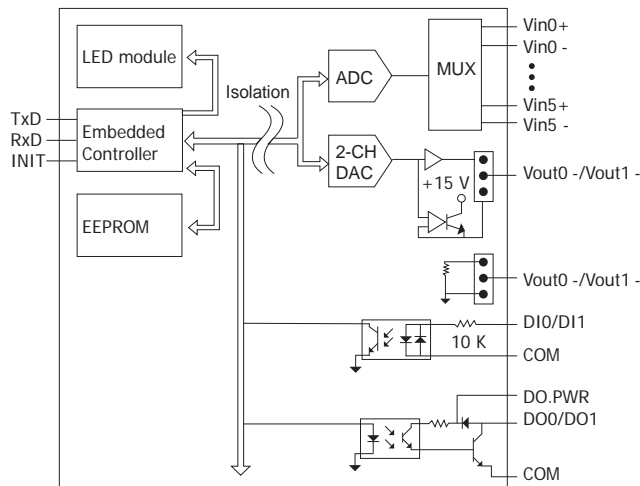 LED module
TxD
RxD
INIT
Embedded
Controller
EEPROM
Isolation
ADC
2-CH
DAC
MUX
+15 V
Vin0+
Vin0 -
Vin5+
Vin5 -
Vout0 -/Vout1 -
Vout0 -/Vout1 -
DI0/DI1
10 K
COM
DO.PWR
DO0/DO1
COM